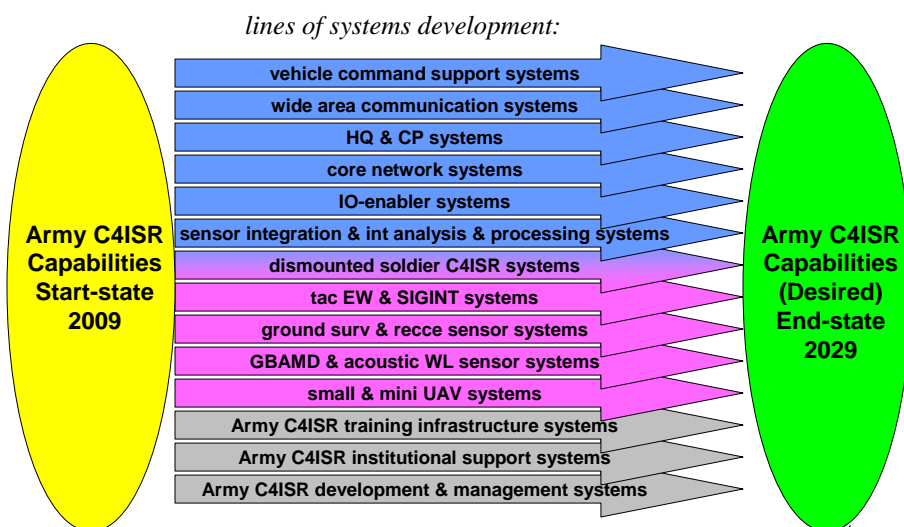 lines of systems development:
vehicle command support systems
wide area communication systems
HQ & CP systems
core network systems
IO-enabler systems
sensor integration & int analysis & processing systems
dismounted soldier C4ISR systems
tac EW & SIGINT systems
ground surv & recce sensor systems
GBAMD & acoustic WL sensor systems
small & mini UAV systems
Army C4ISR training infrastructure systems
Army C4ISR institutional support systems
Army C4ISR development & management systems
Army C4ISR
Capabilities
Start-state
2009
Army C4ISR
Capabilities
(Desired)
End-state
2029